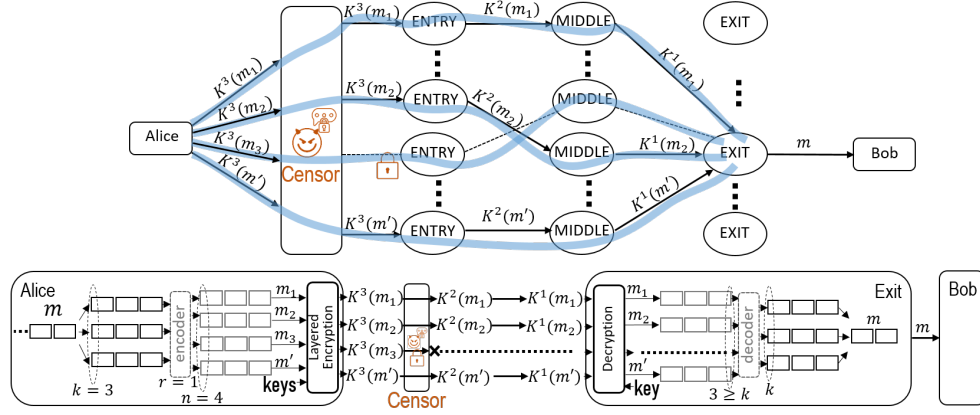 K³(m₁) ENTRY K²(m₁) MIDDLE EXIT
K³(m₁) K¹(m₁)
K³(m₂) K³(m₂) ENTRY K²(m₂) MIDDLE
Alice K³(m₃) ENTRY MIDDLE K¹(m₂) EXIT m Bob
K³(m′) Censor K¹(m′)
K³(m′) ENTRY K²(m′) MIDDLE EXIT
Alice Exit Bob
m m₁ K³(m₁) K²(m₁) K¹(m₁) m₁
encoder m₂ Layered Encryption K³(m₂) K²(m₂) K¹(m₂) Decryption m₂ decoder m m
m₃ K³(m₃)
m′ K³(m′) K²(m′) K¹(m′) m′
k = 3 r = 1 n = 4 keys Censor key 3 ≥ k k